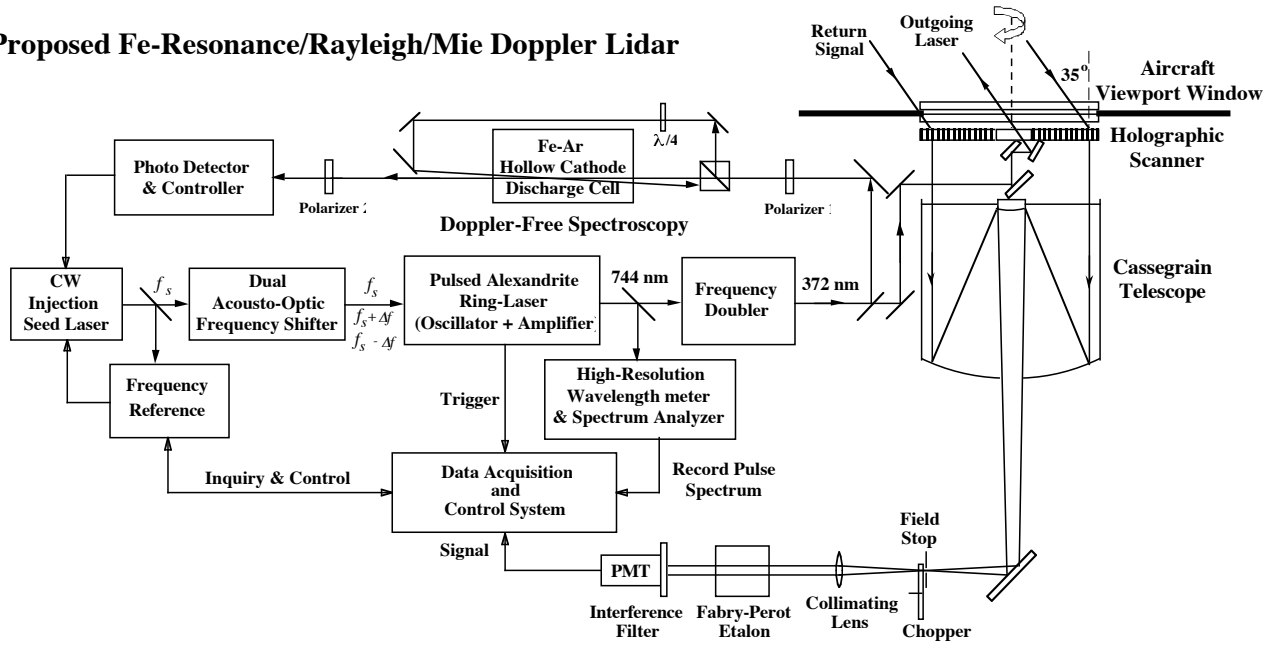 Proposed Fe-Resonance/Rayleigh/Mie Doppler Lidar
Return
Signal
Outgoing
Laser
35°
Aircraft
Viewport Window
Holographic
Scanner
λ/4
Fe-Ar
Hollow Cathode
Discharge Cell
Photo Detector
& Controller
Polarizer 2
Polarizer 1
Doppler-Free Spectroscopy
Cassegrain
Telescope
CW
Injection
Seed Laser
f s
Dual
Acousto-Optic
Frequency Shifter
f s
f s + Δf
f s - Δf
Pulsed Alexandrite
Ring-Laser
(Oscillator + Amplifier)
744 nm
Frequency
Doubler
372 nm
Frequency
Reference
Trigger
High-Resolution
Wavelength meter
& Spectrum Analyzer
Inquiry & Control
Data Acquisition
and
Control System
Record Pulse
Spectrum
Signal
PMT
Interference
Filter
Fabry-Perot
Etalon
Collimating
Lens
Field
Stop
Chopper